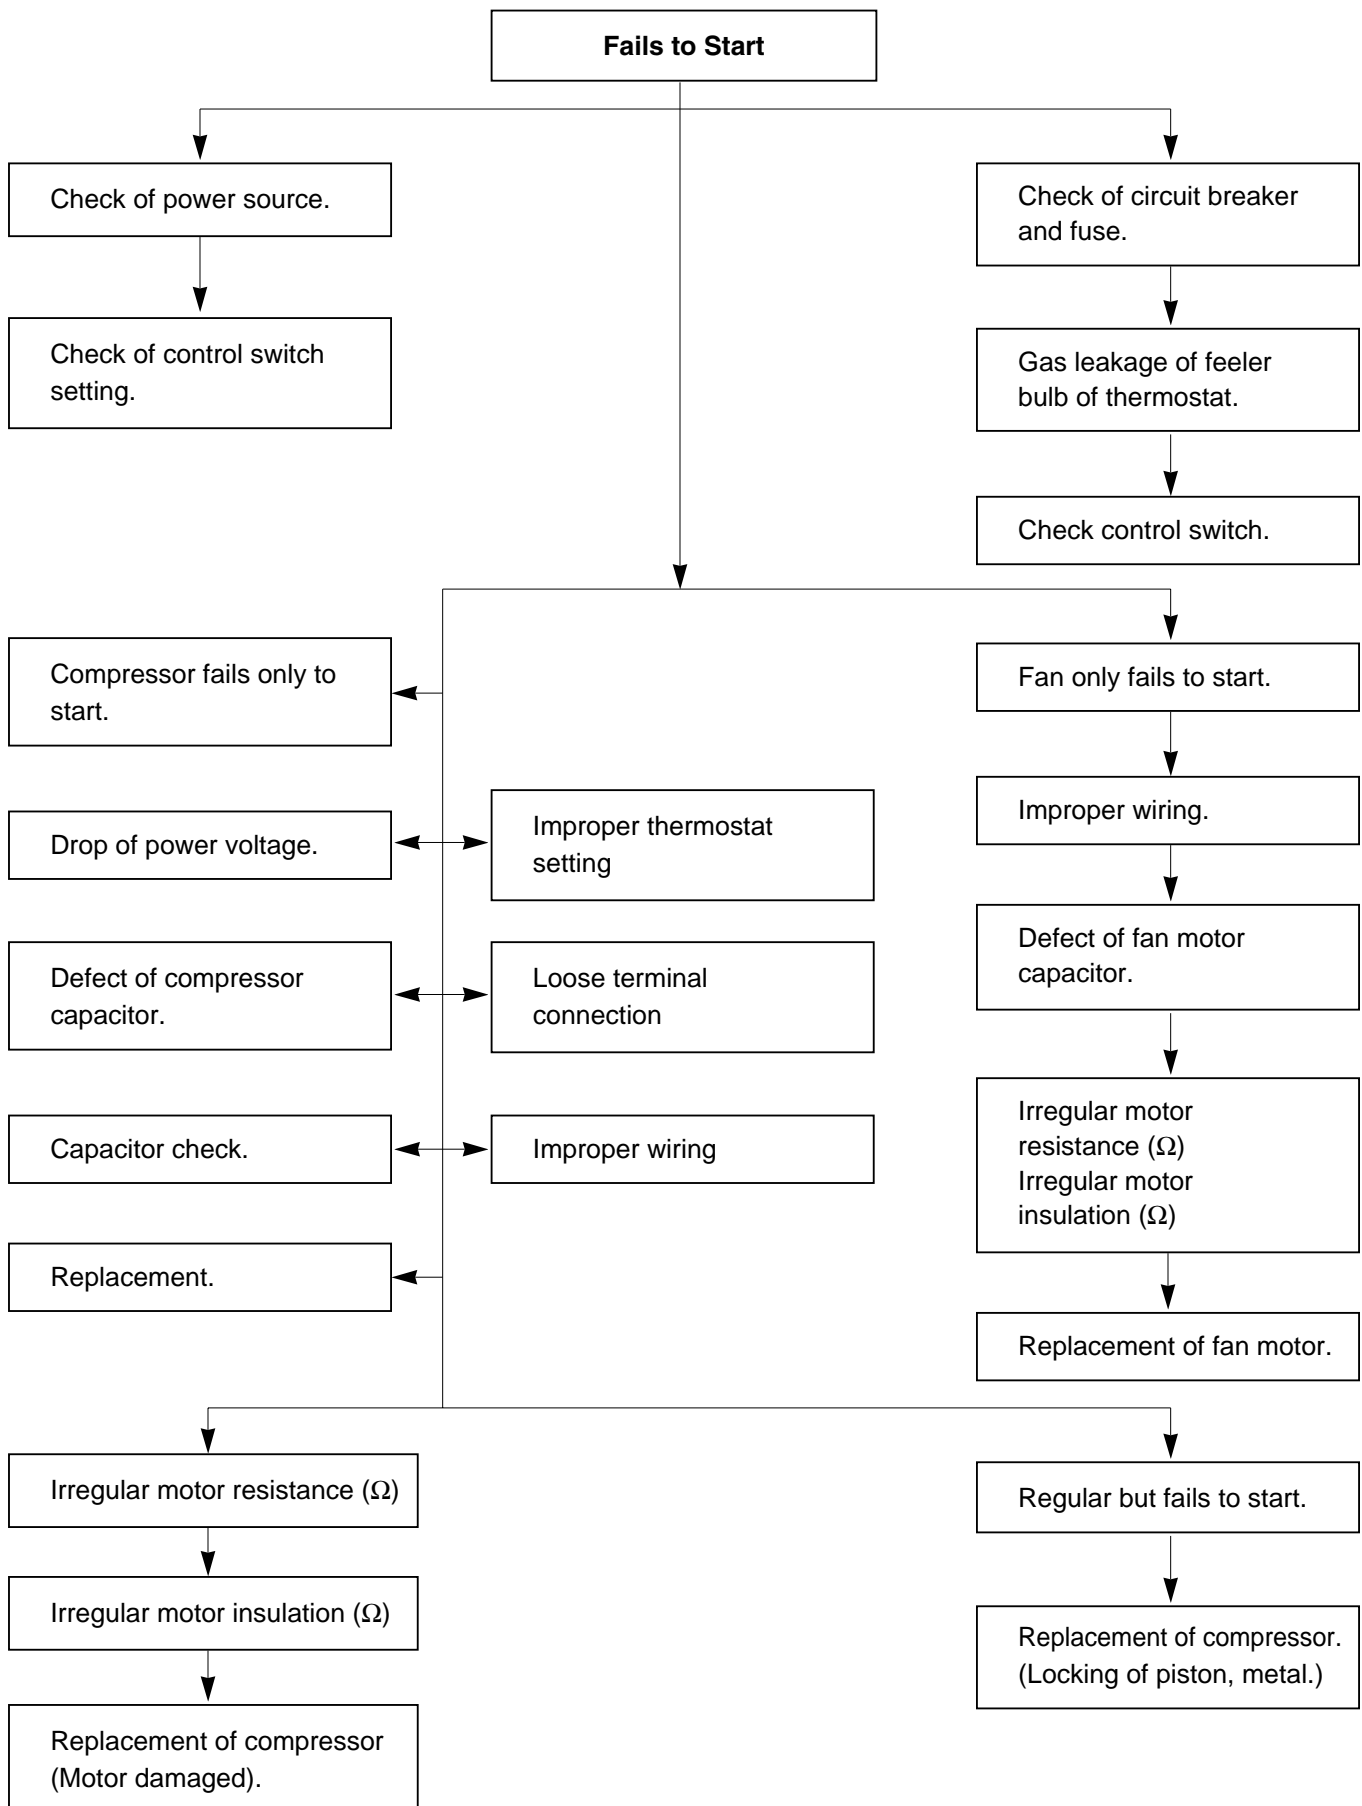 Fails to Start
Check of power source.
Check of circuit breaker
and fuse.
Check of control switch
setting.
Gas leakage of feeler
bulb of thermostat.
Check control switch.
Compressor fails only to
start.
Fan only fails to start.
Drop of power voltage.
Improper thermostat
setting
Improper wiring.
Defect of compressor
capacitor.
Loose terminal
connection
Defect of fan motor
capacitor.
Capacitor check.
Improper wiring
Irregular motor
resistance (Ω)
Irregular motor
insulation (Ω)
Replacement.
Replacement of fan motor.
Irregular motor resistance (Ω)
Regular but fails to start.
Irregular motor insulation (Ω)
Replacement of compressor.
(Locking of piston, metal.)
Replacement of compressor
(Motor damaged).